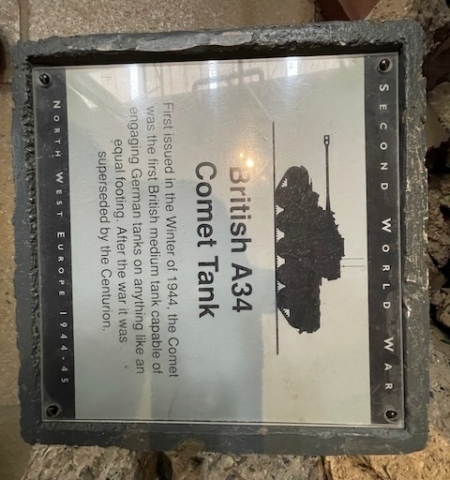 SECOND WORLD WAR
British A34
Comet Tank
First issued in the Winter of 1944, the Comet
was the first British medium tank capable of
engaging German tanks on anything like an
equal footing. After the war it was
superseded by the Centurion.
NORTH WEST EUROPE 1944-45